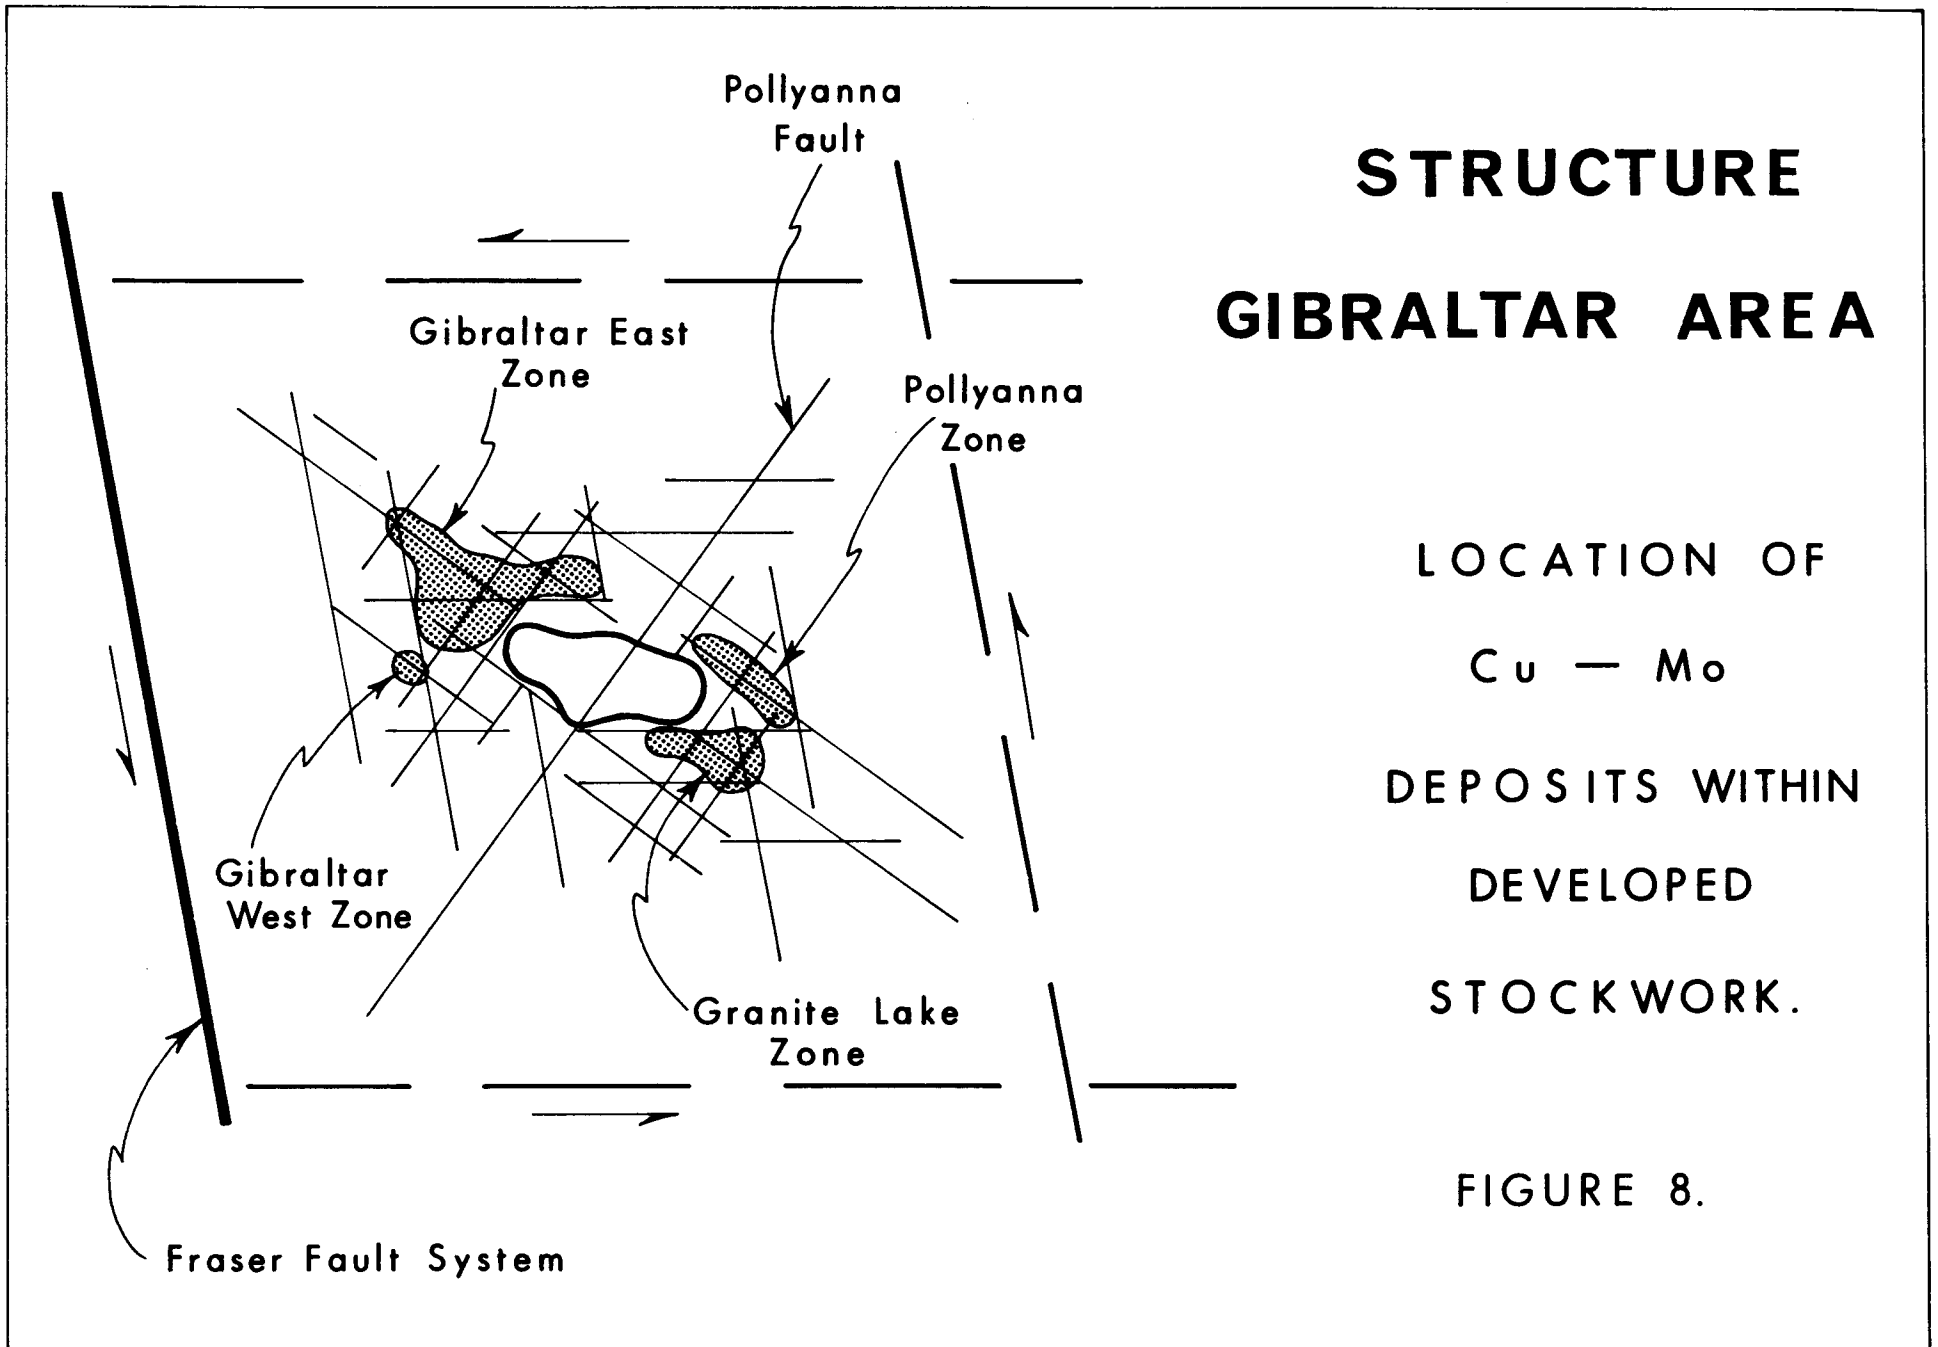 Pollyanna
Fault
Gibraltar East
Zone
Pollyanna
Zone
Gibraltar
West Zone
Granite Lake
Zone
Fraser Fault System
STRUCTURE
GIBRALTAR AREA
LOCATION OF
Cu — Mo
DEPOSITS WITHIN
DEVELOPED
STOCKWORK.
FIGURE 8.